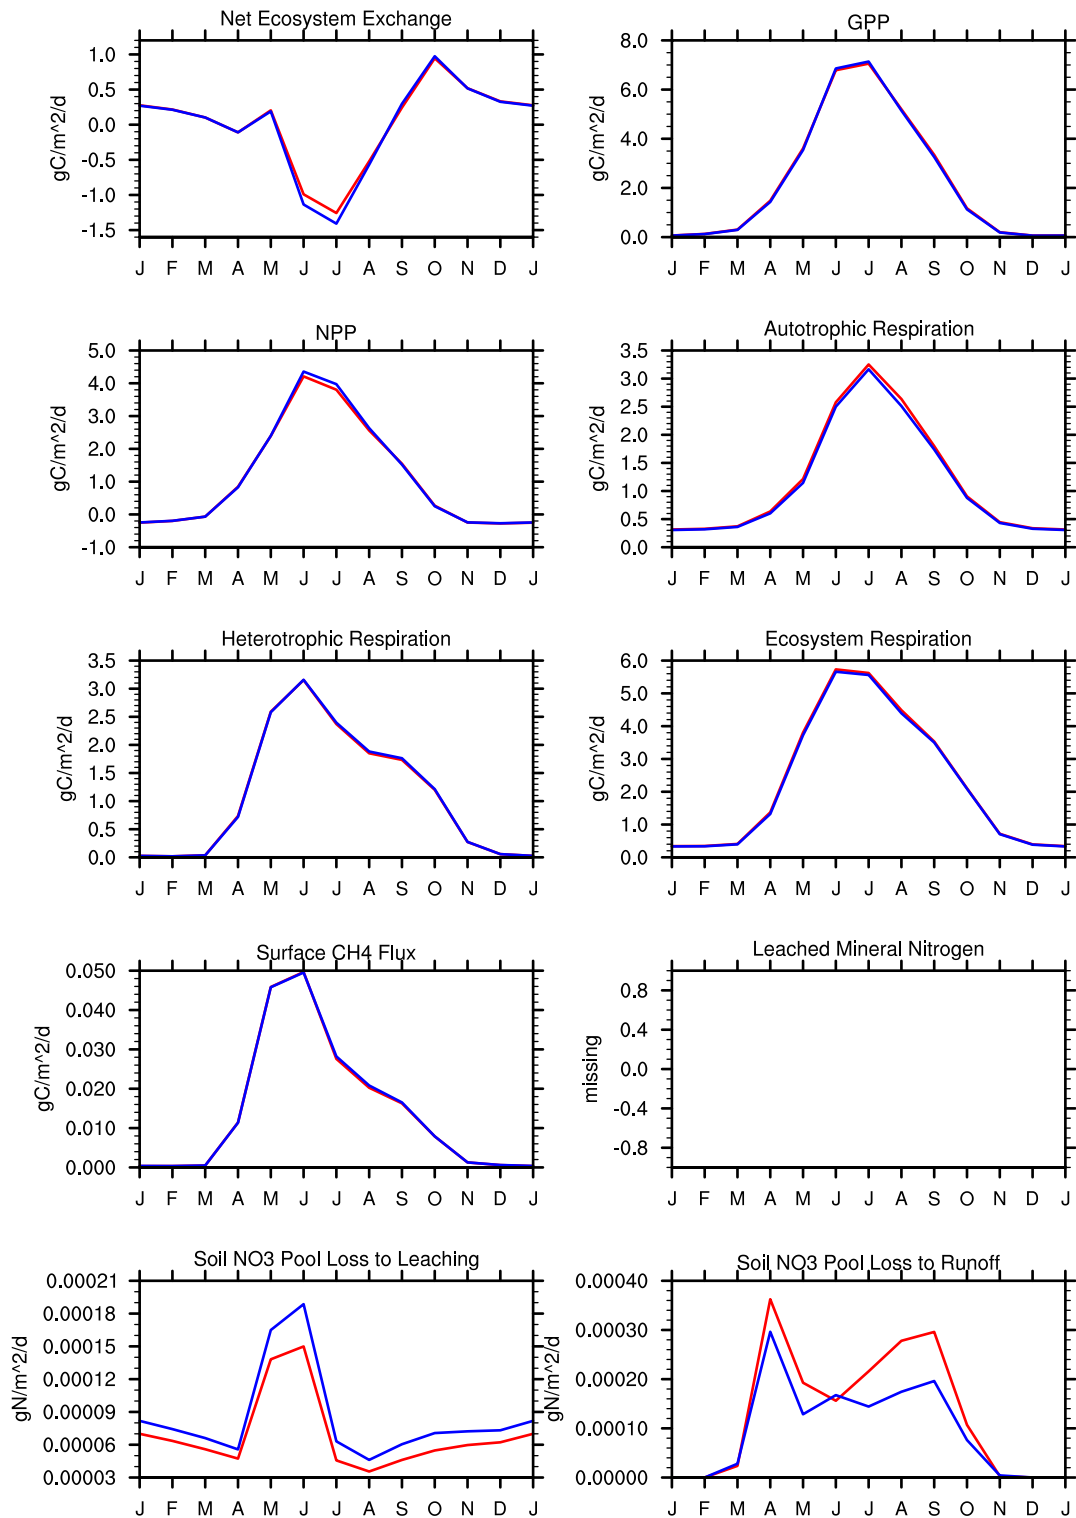 Net Ecosystem Exchange
gC/m^2/d
1.0
0.5
0.0
-0.5
-1.0
-1.5
J F M A M J J A S O N D J
GPP
gC/m^2/d
8.0
6.0
4.0
2.0
0.0
J F M A M J J A S O N D J
NPP
gC/m^2/d
5.0
4.0
3.0
2.0
1.0
0.0
-1.0
J F M A M J J A S O N D J
Autotrophic Respiration
gC/m^2/d
3.5
3.0
2.5
2.0
1.5
1.0
0.5
0.0
J F M A M J J A S O N D J
Heterotrophic Respiration
gC/m^2/d
3.5
3.0
2.5
2.0
1.5
1.0
0.5
0.0
J F M A M J J A S O N D J
Ecosystem Respiration
gC/m^2/d
6.0
5.0
4.0
3.0
2.0
1.0
0.0
J F M A M J J A S O N D J
Surface CH4 Flux
gC/m^2/d
0.050
0.040
0.030
0.020
0.010
0.000
J F M A M J J A S O N D J
Leached Mineral Nitrogen
missing
0.8
0.4
0.0
-0.4
-0.8
J F M A M J J A S O N D J
Soil NO3 Pool Loss to Leaching
gN/m^2/d
0.00021
0.00018
0.00015
0.00012
0.00009
0.00006
0.00003
J F M A M J J A S O N D J
Soil NO3 Pool Loss to Runoff
gN/m^2/d
0.00040
0.00030
0.00020
0.00010
0.00000
J F M A M J J A S O N D J